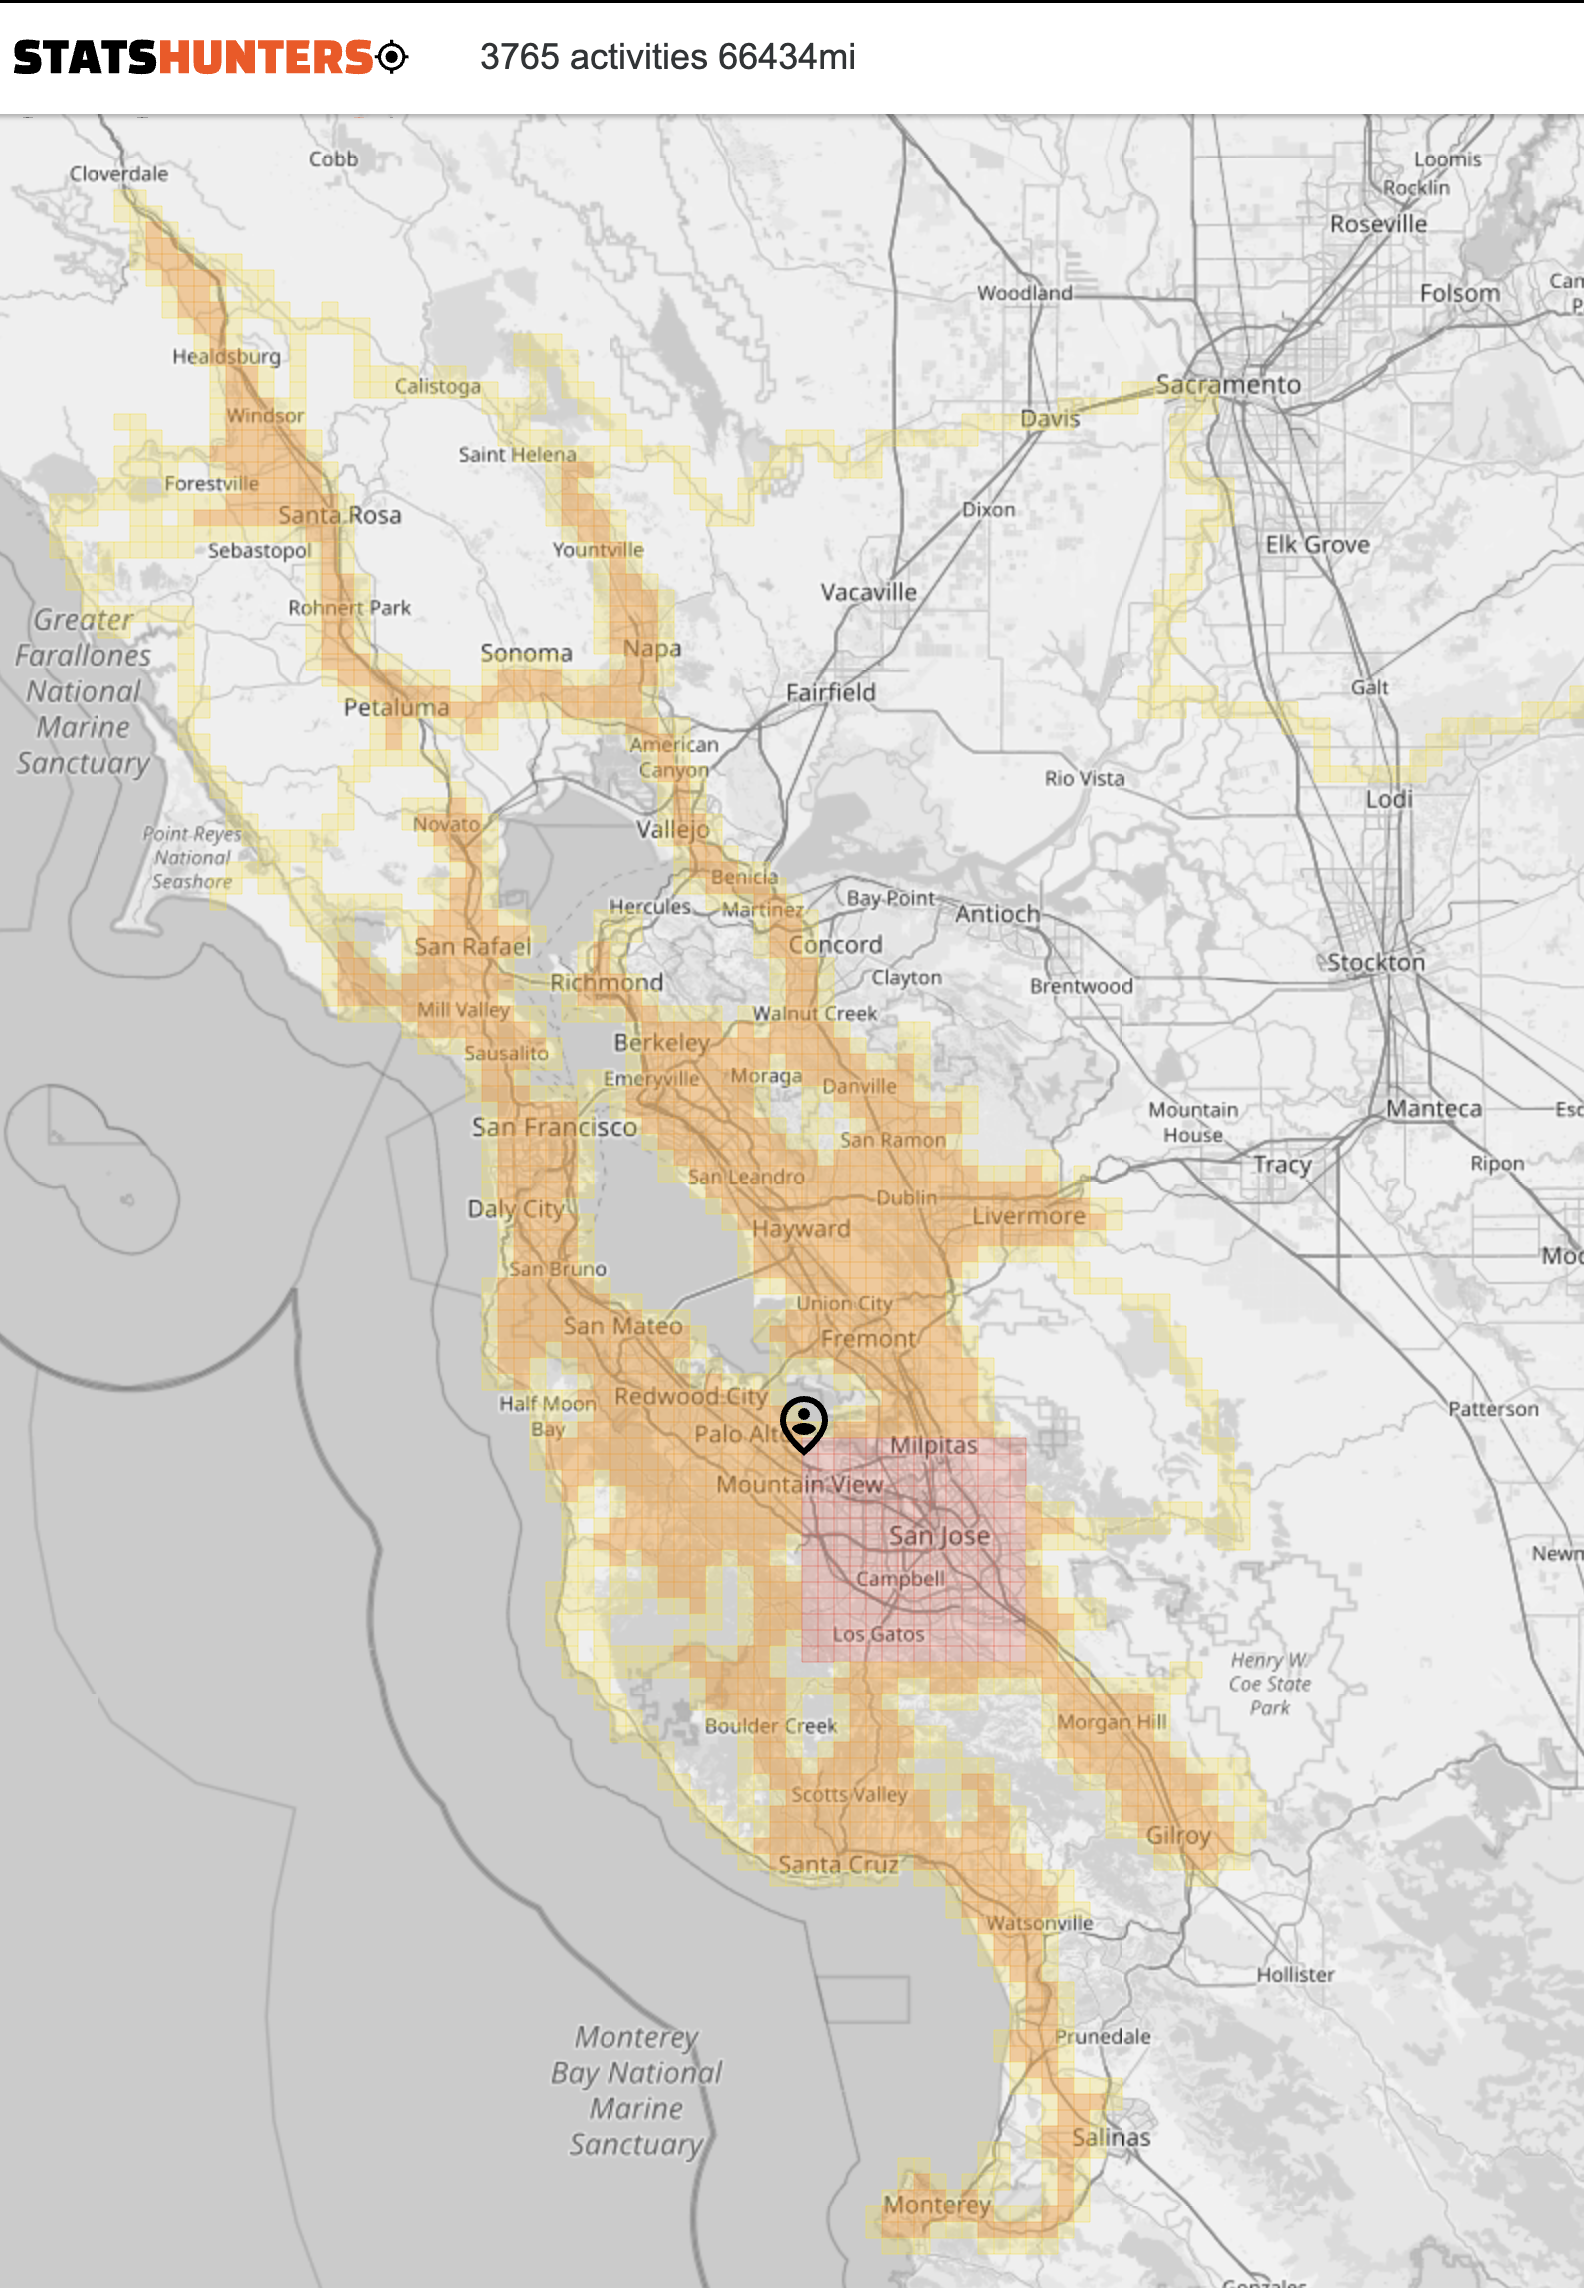 STATSHUNTERS
3765 activities 66434mi
Cobb
Cloverdale
Loomis
Rocklin
Roseville
Woodland
Folsom
Healdsburg
Calistoga
Sacramento
Windsor
Davis
Saint Helena
Forestville
Santa Rosa
Dixon
Sebastopol
Yountville
Elk Grove
Vacaville
Rohnert Park
Greater
Farallones
National
Marine
Sanctuary
Sonoma
Napa
Fairfield
Galt
Petaluma
American
Canyon
Rio Vista
Lodi
Novato
Vallejo
Point Reyes
National
Seashore
Benicia
Hercules
Martinez
Bay Point
Antioch
San Rafael
Concord
Stockton
Richmond
Clayton
Brentwood
Mill Valley
Walnut Creek
Sausalito
Berkeley
Emeryville
Moraga
Danville
Mountain
House
Manteca
San Francisco
San Ramon
Tracy
Ripon
San Leandro
Dublin
Daly City
Hayward
Livermore
San Bruno
Union City
San Mateo
Fremont
Half Moon
Bay
Redwood City
Patterson
Palo Alto
Milpitas
Mountain View
San Jose
Campbell
Los Gatos
Henry W.
Coe State
Park
Boulder Creek
Morgan Hill
Scotts Valley
Gilroy
Santa Cruz
Watsonville
Hollister
Monterey
Bay National
Marine
Sanctuary
Prunedale
Salinas
Monterey